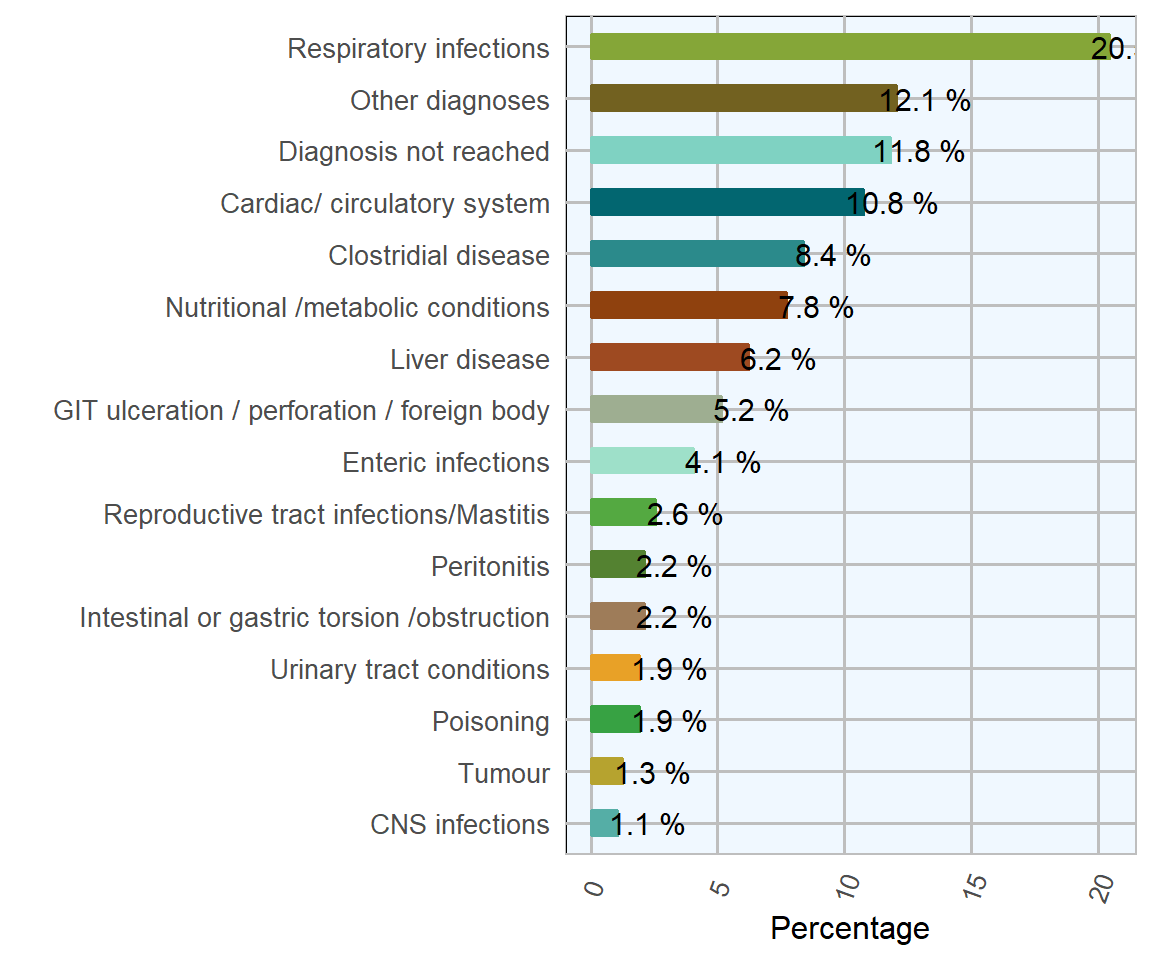 Respiratory infections
20.
Other diagnoses
12.1 %
Diagnosis not reached
11.8 %
Cardiac/ circulatory system
10.8 %
Clostridial disease
8.4 %
Nutritional /metabolic conditions
7.8 %
Liver disease
6.2 %
GIT ulceration / perforation / foreign body
5.2 %
Enteric infections
4.1 %
Reproductive tract infections/Mastitis
2.6 %
Peritonitis
2.2 %
Intestinal or gastric torsion /obstruction
2.2 %
Urinary tract conditions
1.9 %
Poisoning
1.9 %
Tumour
1.3 %
CNS infections
1.1 %
0 5 10 15 20
Percentage